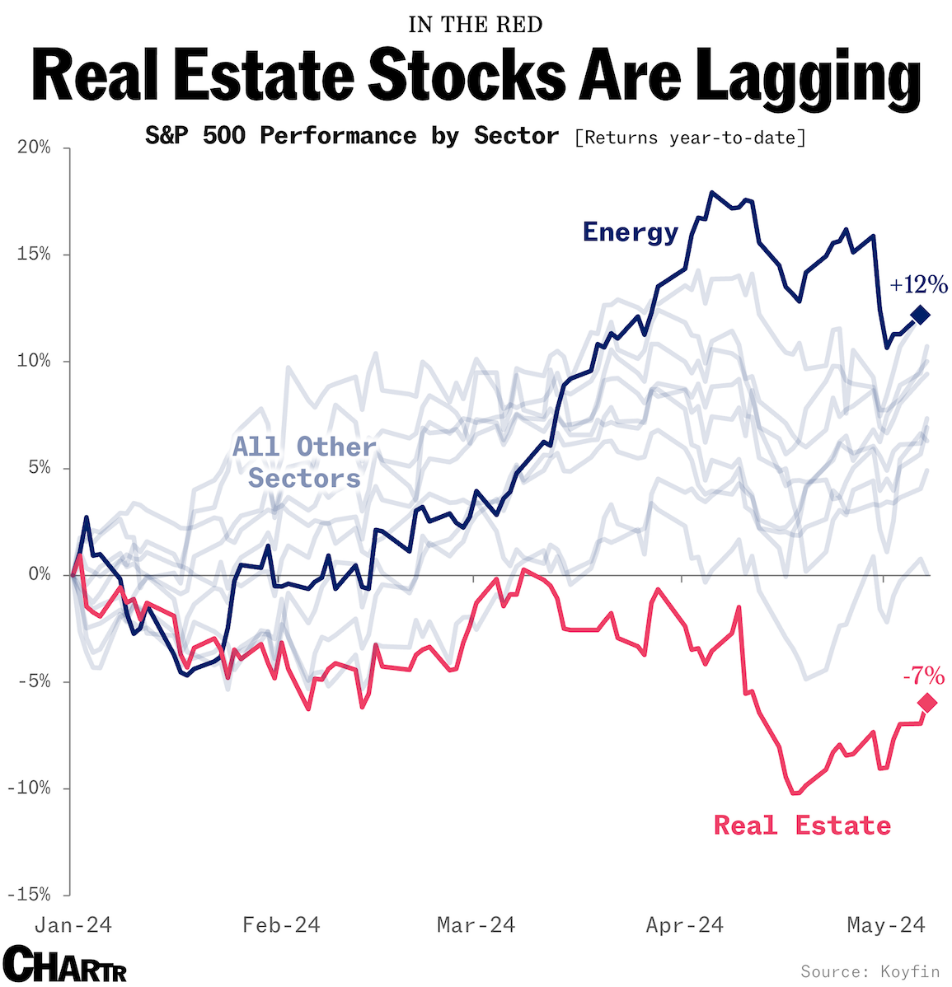 IN THE RED
Real Estate Stocks Are Lagging
S&P 500 Performance by Sector [Returns year-to-date]
20%
15%
10%
5%
0%
-5%
-10%
-15%
Energy
+12%
All Other
Sectors
-7%
Real Estate
Jan-24 Feb-24 Mar-24 Apr-24 May-24
CHARTR
Source: Koyfin